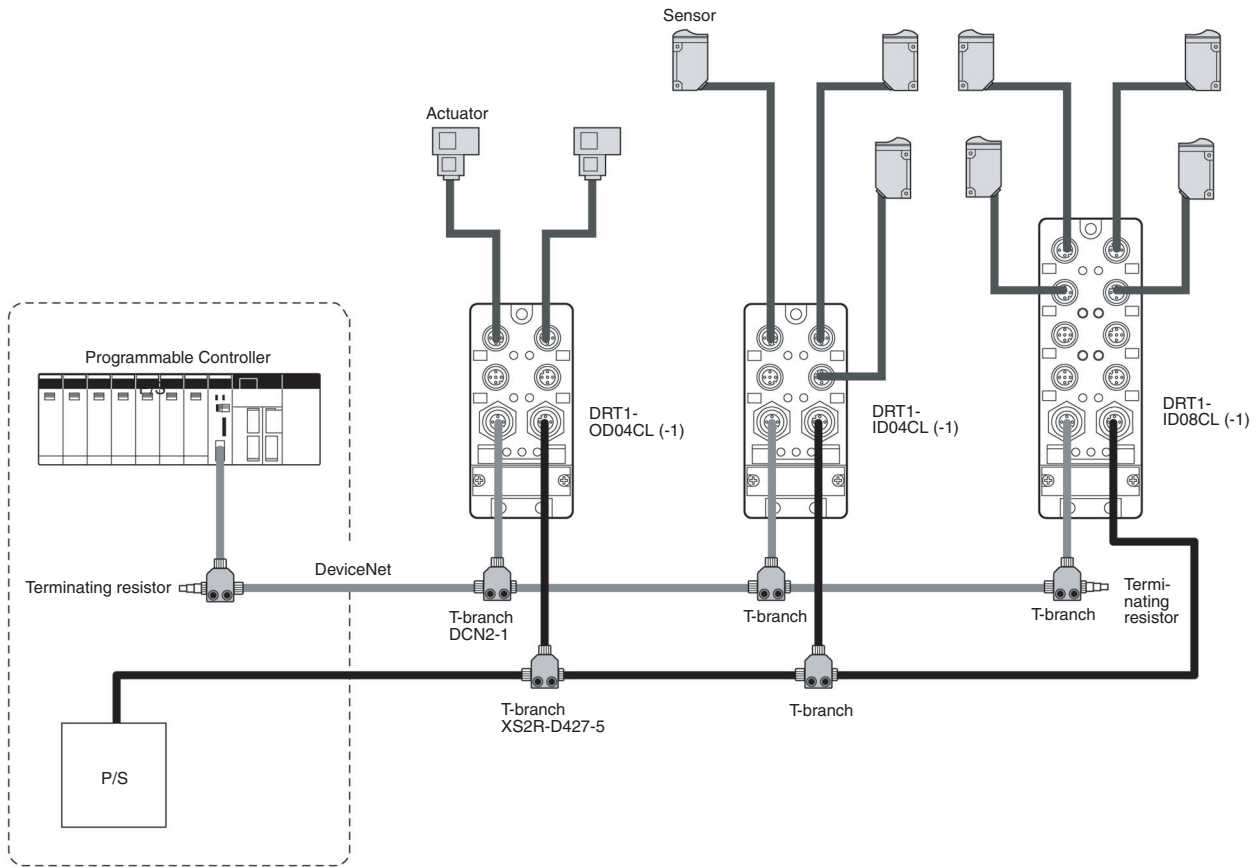 Sensor
Actuator
Programmable Controller
DRT1-
OD04CL (-1)
DRT1-
ID04CL (-1)
DRT1-
ID08CL (-1)
Terminating resistor
DeviceNet
T-branch
DCN2-1
T-branch
T-branch
Termi-
nating
resistor
T-branch
XS2R-D427-5
T-branch
P/S